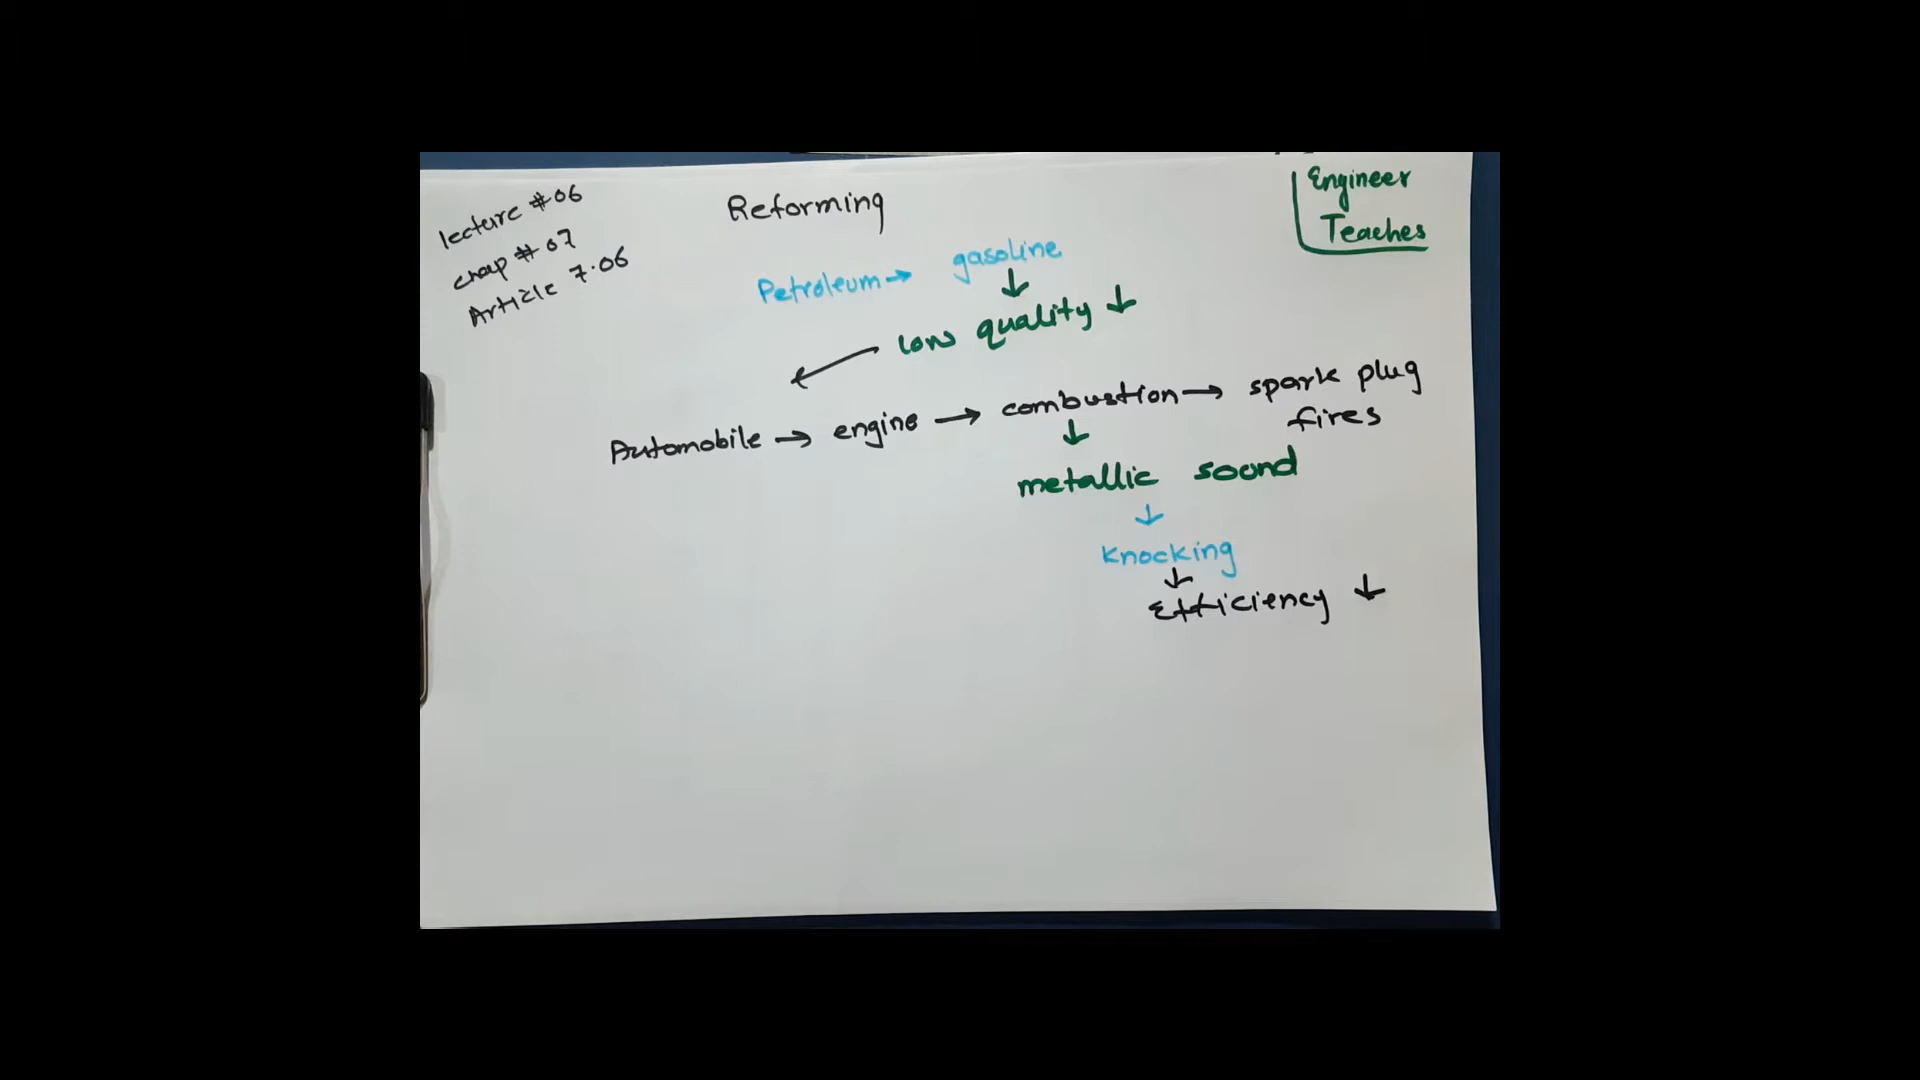 lecture #06
chap #07
Article 7.06
Reforming
Engineer
Teaches
Petroleum → gasoline
↓
low quality ↓
Automobile → engine → combustion → spark plug
fires
↓
metallic sound
↓
Knocking
↓
Efficiency ↓